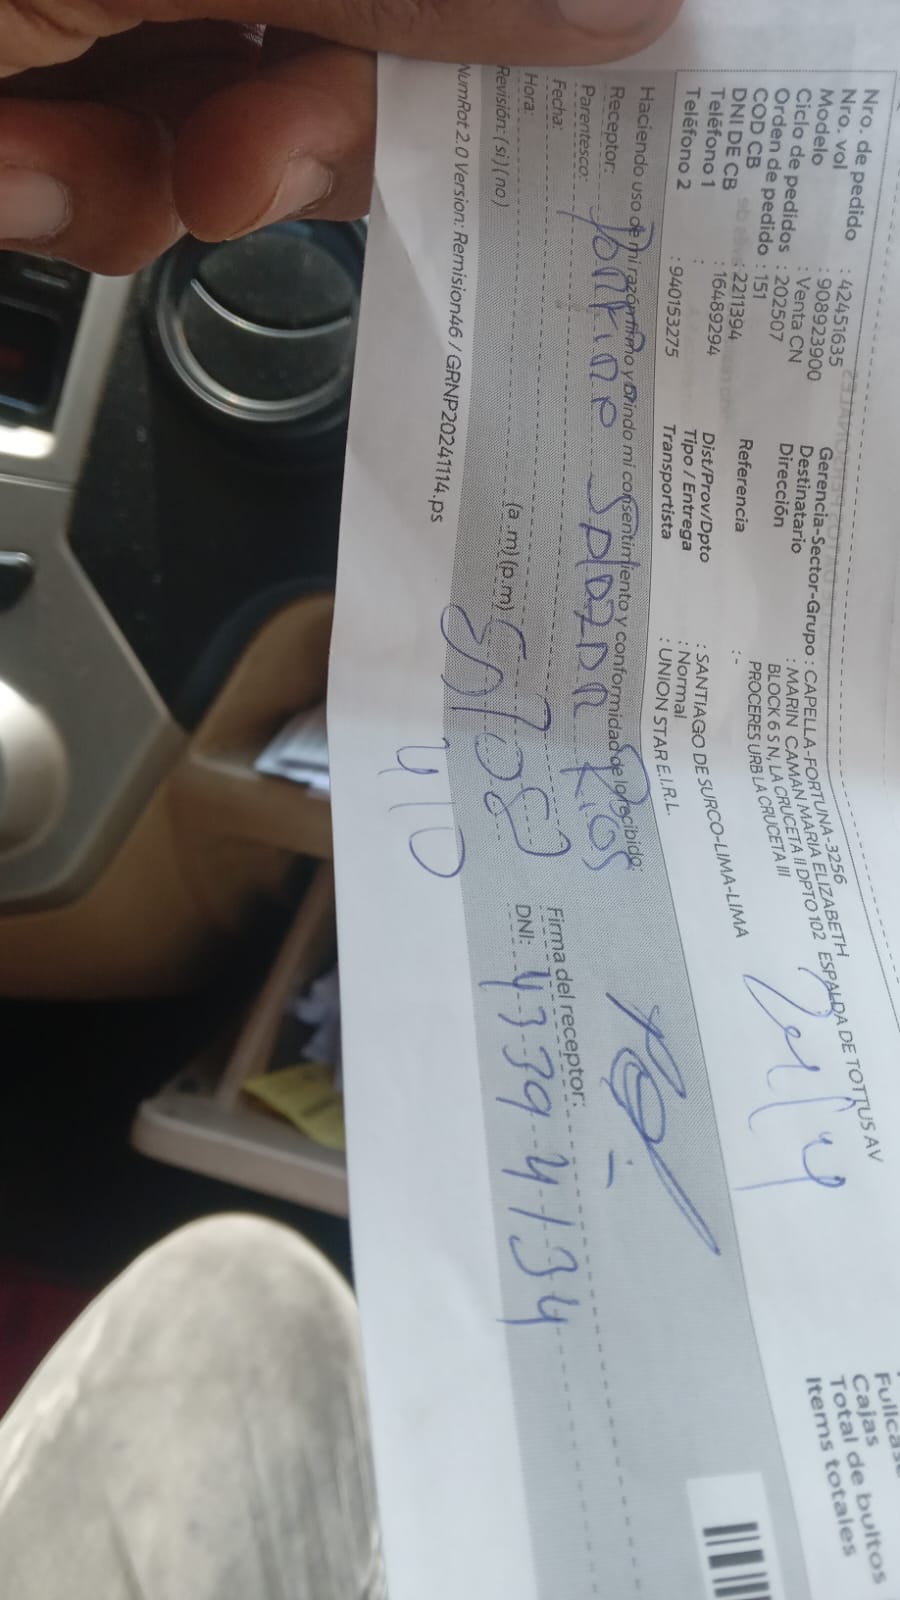 Nro. de pedido : 42451635
Nro. vol : 908923900
Modelo : Venta CN
Ciclo de pedidos : 202507
Orden de pedido : 151
COD CB : 2211394
DNI DE CB : 16489294
Teléfono 1 :
Teléfono 2 : 940153275
Gerencia-Sector-Grupo : CAPELLA-FORTUNA-3256
Destinatario : MARIN CAMAN MARIA ELIZABETH
Dirección BLOCK 6 S N, LA CRUCETA II DPTO 102 ESPALDA DE TOTTUS AV
PROCERES URB LA CRUCETA III
Referencia :-
Dist/Prov/Dpto : SANTIAGO DE SURCO-LIMA-LIMA
Tipo / Entrega : Normal
Transportista : UNION STAR E.I.R.L.
Fullcase
Cajas
Total de bultos
Items totales
Haciendo uso de mi razón firmo y brindo mi consentimiento y conformidad de lo recibido:
Receptor:
Parentesco:
Fecha:
Hora: (a.m) (p.m)
Revisión: ( si ) ( no )
Firma del receptor:
DNI: 43394134
NumRot 2.0 Version: Remision46 / GRNP20241114.ps